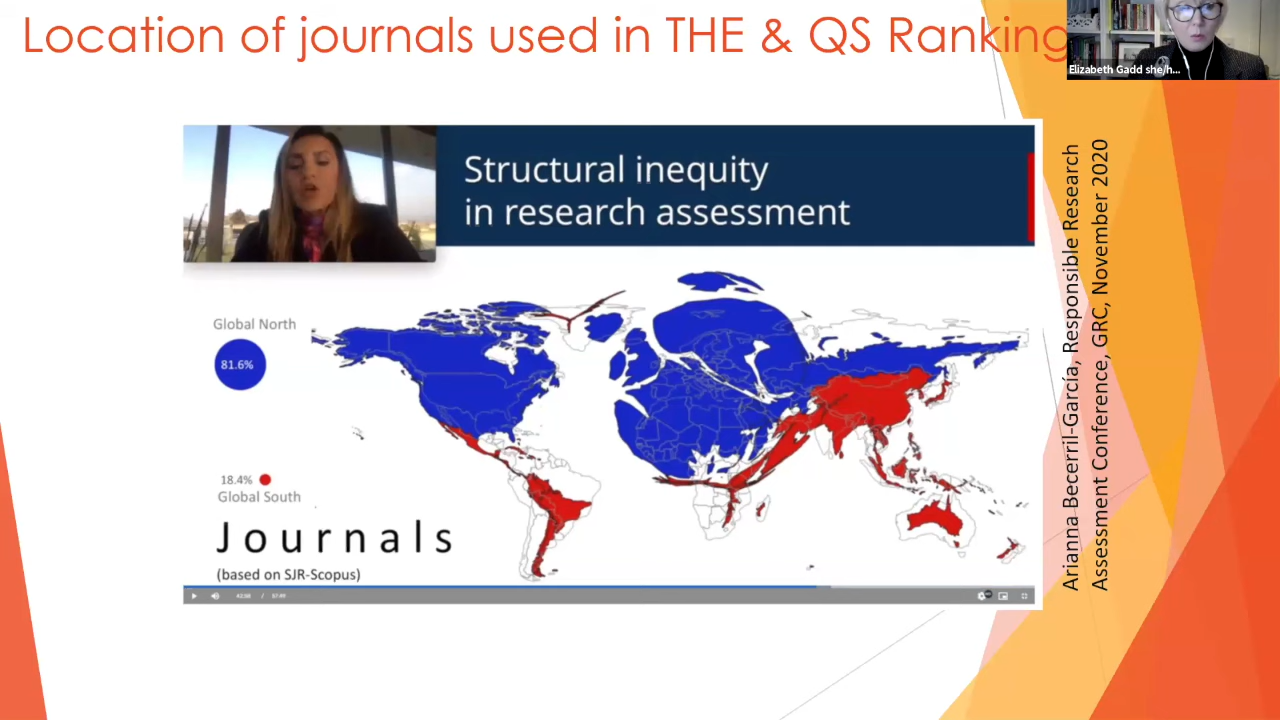 Location of journals used in THE & QS Ranking
Elizabeth Gadd she/h...
Structural inequity
in research assessment
Global North
81.6%
18.4%
Global South
Journals
(based on SJR-Scopus)
Arianna Becerril-García, Responsible Research
Assessment Conference, GRC, November 2020